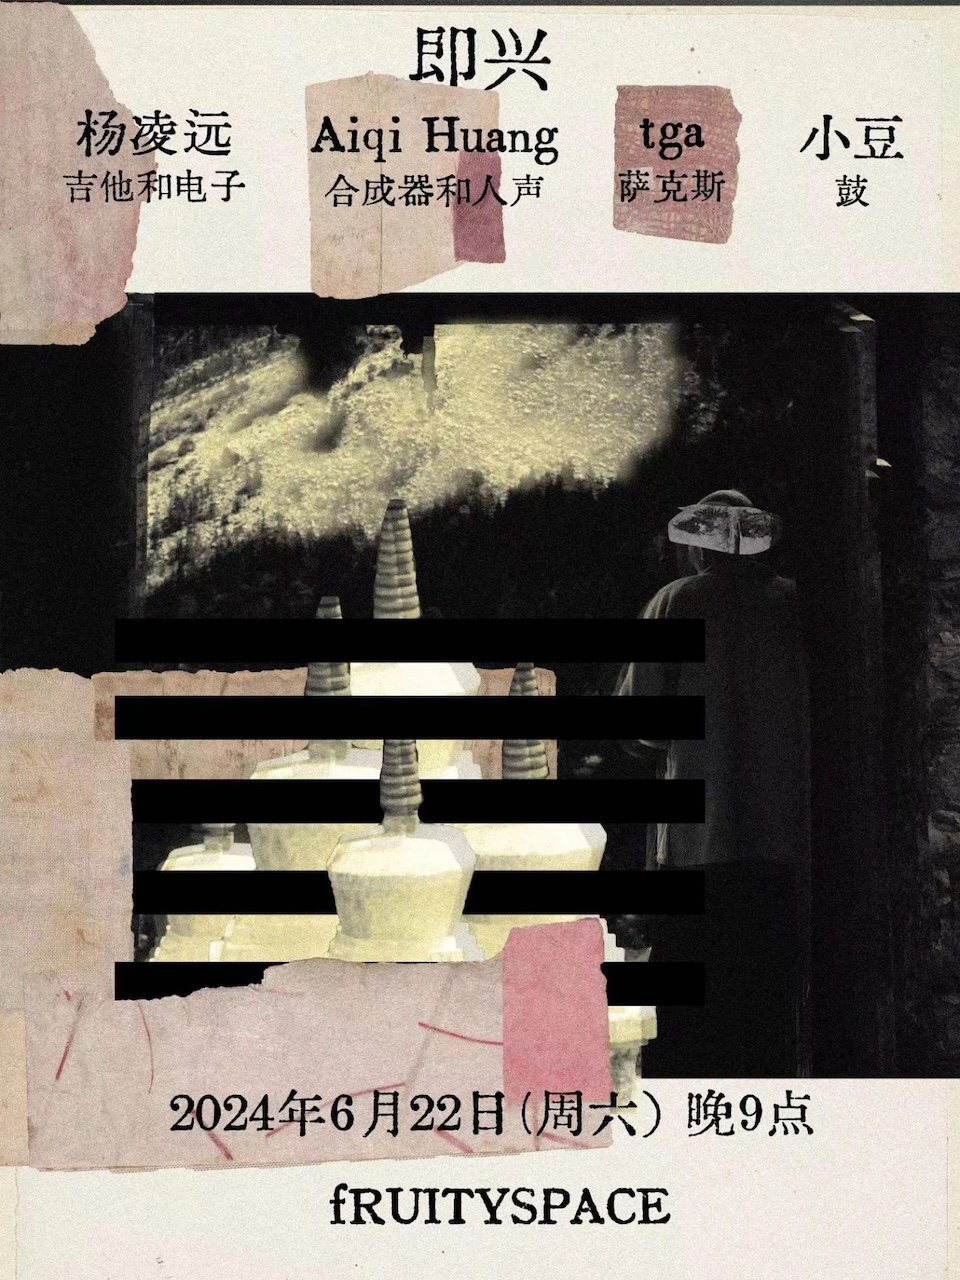 即兴
杨凌远 Aiqi Huang tga 小豆
吉他和电子 合成器和人声 萨克斯 鼓
2024年6月22日(周六) 晚9点
fRUITYSPACE